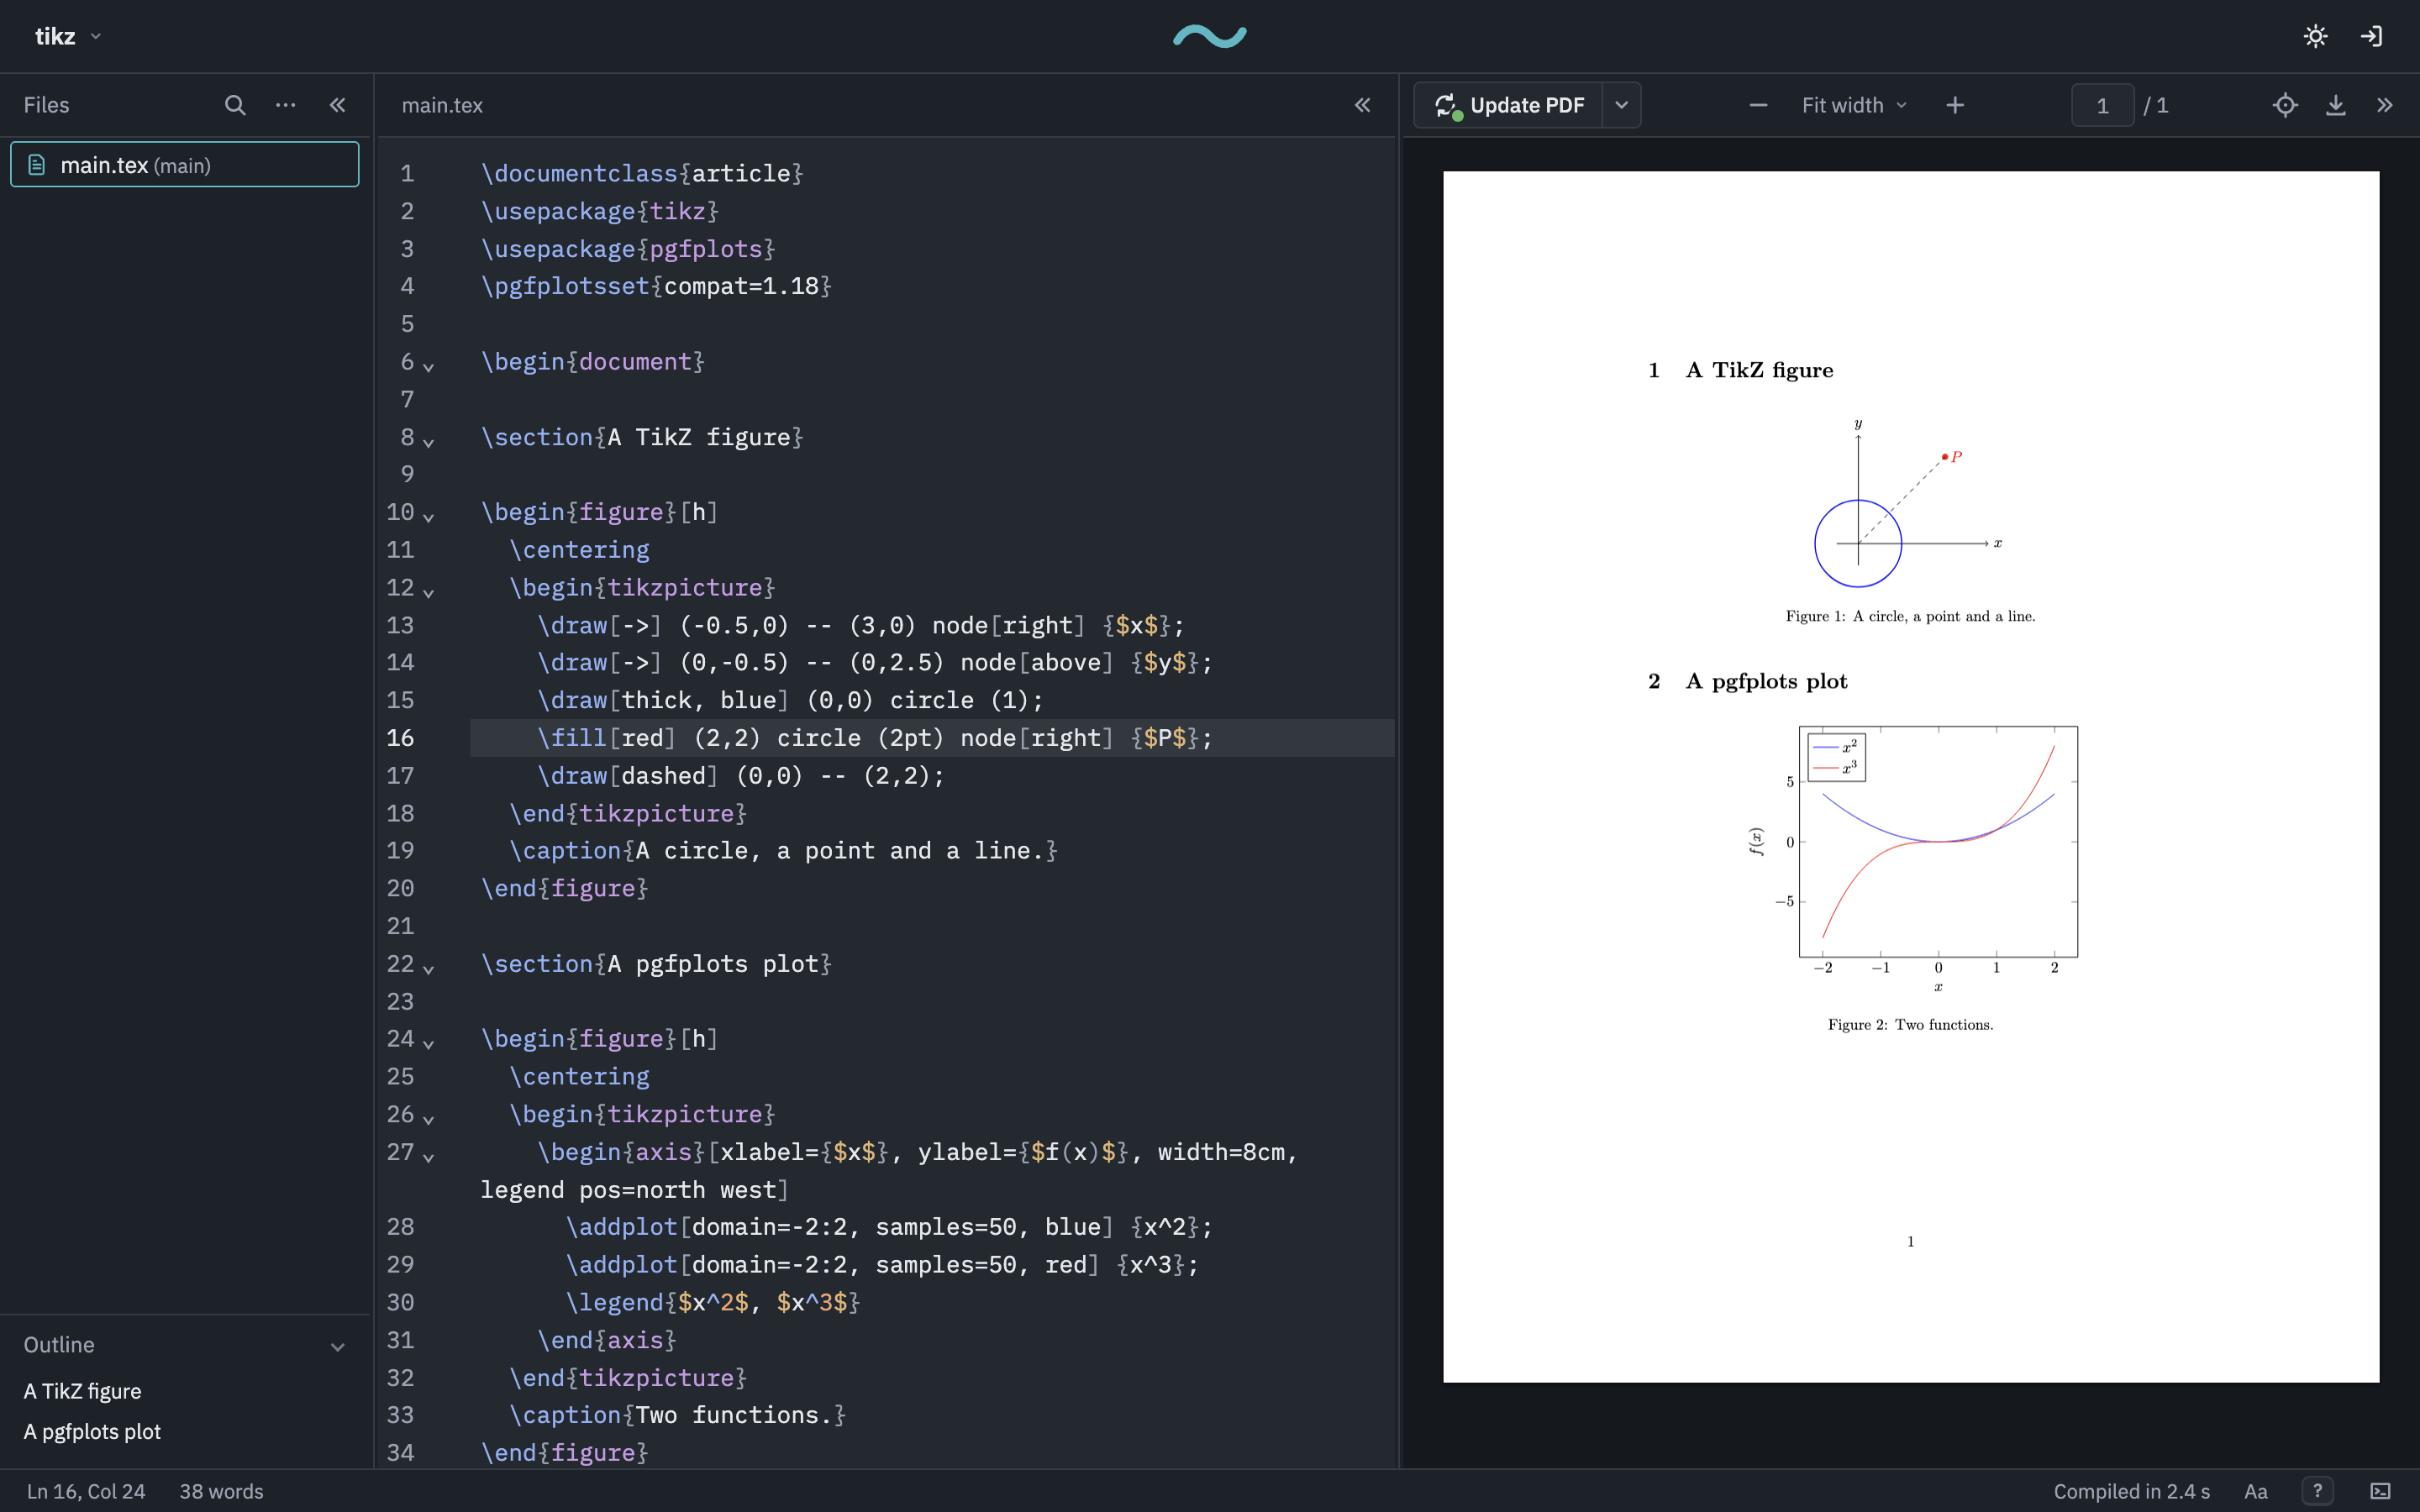 tikz
Files
main.tex
Update PDF
Fit width
1 / 1
main.tex (main)
1 \documentclass{article}
2 \usepackage{tikz}
3 \usepackage{pgfplots}
4 \pgfplotsset{compat=1.18}
5
6 \begin{document}
7
8 \section{A TikZ figure}
9
10 \begin{figure}[h]
11 \centering
12 \begin{tikzpicture}
13 \draw[->] (-0.5,0) -- (3,0) node[right] {$x$};
14 \draw[->] (0,-0.5) -- (0,2.5) node[above] {$y$};
15 \draw[thick, blue] (0,0) circle (1);
16 \fill[red] (2,2) circle (2pt) node[right] {$P$};
17 \draw[dashed] (0,0) -- (2,2);
18 \end{tikzpicture}
19 \caption{A circle, a point and a line.}
20 \end{figure}
21
22 \section{A pgfplots plot}
23
24 \begin{figure}[h]
25 \centering
26 \begin{tikzpicture}
27 \begin{axis}[xlabel={$x$}, ylabel={$f(x)$}, width=8cm,
legend pos=north west]
28 \addplot[domain=-2:2, samples=50, blue] {x^2};
29 \addplot[domain=-2:2, samples=50, red] {x^3};
30 \legend{$x^2$, $x^3$}
31 \end{axis}
32 \end{tikzpicture}
33 \caption{Two functions.}
34 \end{figure}
1 A TikZ figure
y
P
x
Figure 1: A circle, a point and a line.
2 A pgfplots plot
x²
x³
5
0
−5
f(x)
−2 −1 0 1 2
x
Figure 2: Two functions.
1
Outline
A TikZ figure
A pgfplots plot
Ln 16, Col 24
38 words
Compiled in 2.4 s
Aa
?